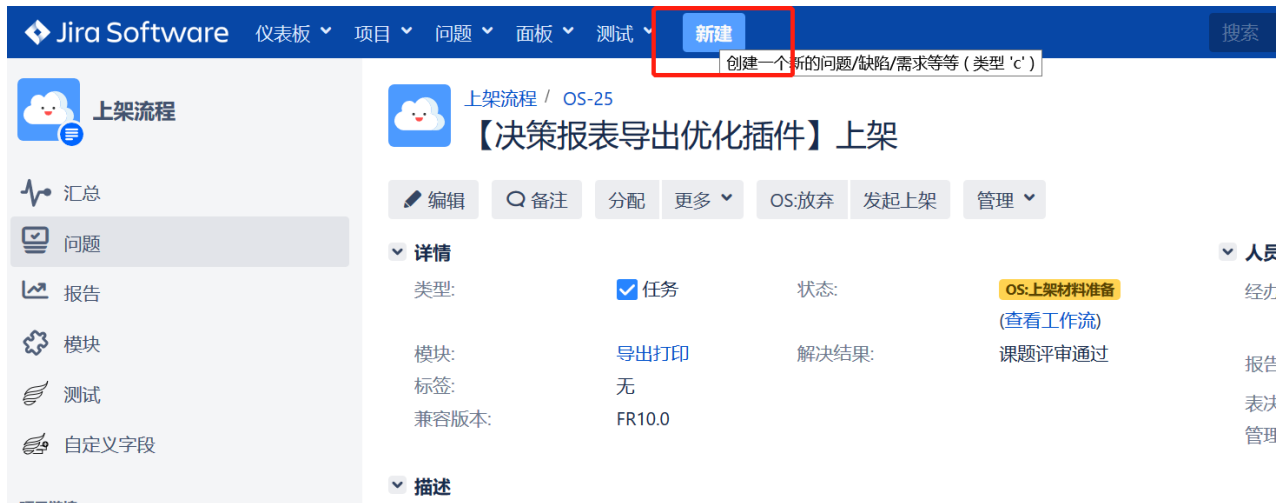 Jira Software 仪表板 项目 问题 面板 测试 新建 搜索
创建一个新的问题/缺陷/需求等等 ( 类型 'c' )
上架流程
上架流程 / OS-25
【决策报表导出优化插件】上架
汇总
问题
报告
模块
测试
自定义字段
编辑 备注 分配 更多 OS:放弃 发起上架 管理
详情
类型: 任务 状态: OS:上架材料准备
(查看工作流)
模块: 导出打印 解决结果: 课题评审通过
标签: 无
兼容版本: FR10.0
描述
人员
经办
报告
表决
管理